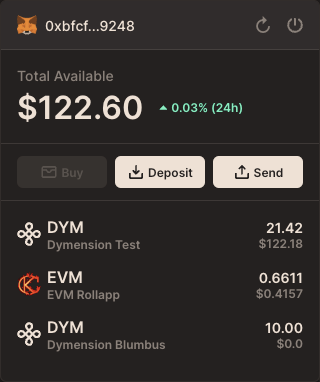 0xbfcf...9248
Total Available
$122.60 0.03% (24h)
Buy Deposit Send
DYM 21.42
Dymension Test $122.18
EVM 0.6611
EVM Rollapp $0.4157
DYM 10.00
Dymension Blumbus $0.0